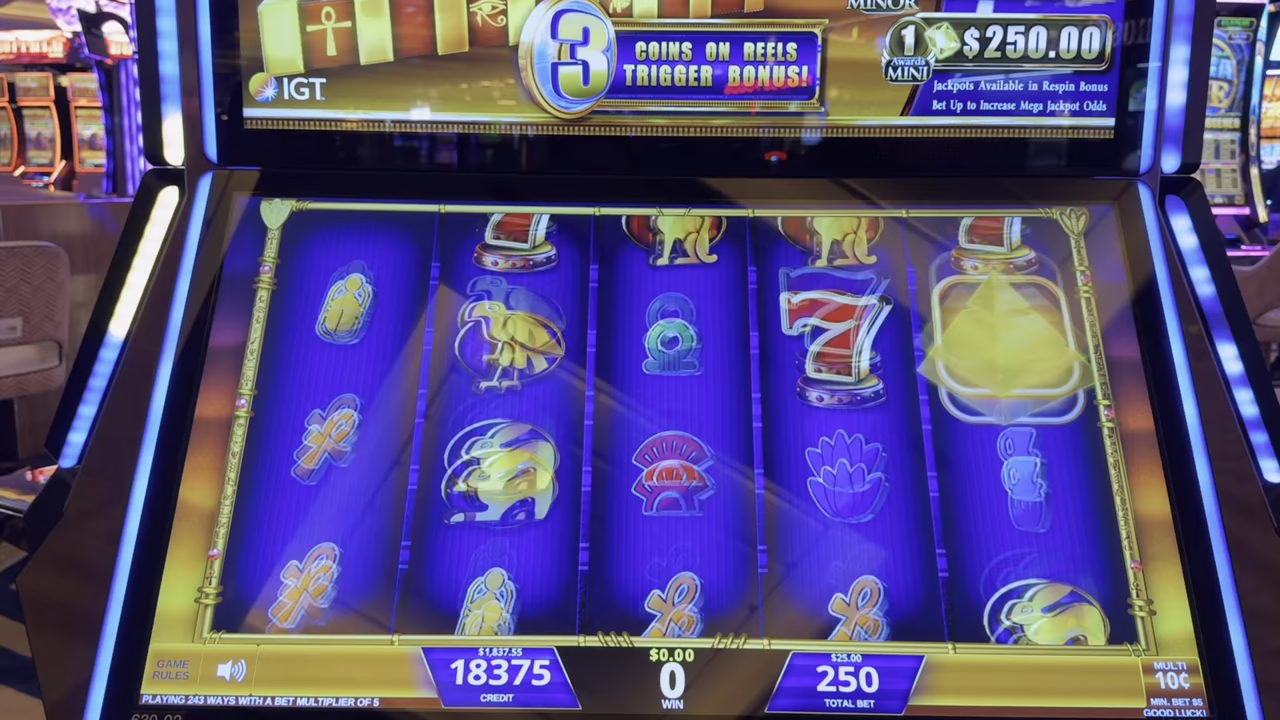 MINOR
3
COINS ON REELS
TRIGGER BONUS!
1
Awards
MINI
$250.00
IGT
Jackpots Available in Respin Bonus
Bet Up to Increase Mega Jackpot Odds
7
GAME
RULES
$1,837.55
18375
CREDIT
$0.00
0
WIN
$25.00
250
TOTAL BET
MULTI
10¢
MIN. BET $5
GOOD LUCK!
PLAYING 243 WAYS WITH A BET MULTIPLIER OF 5